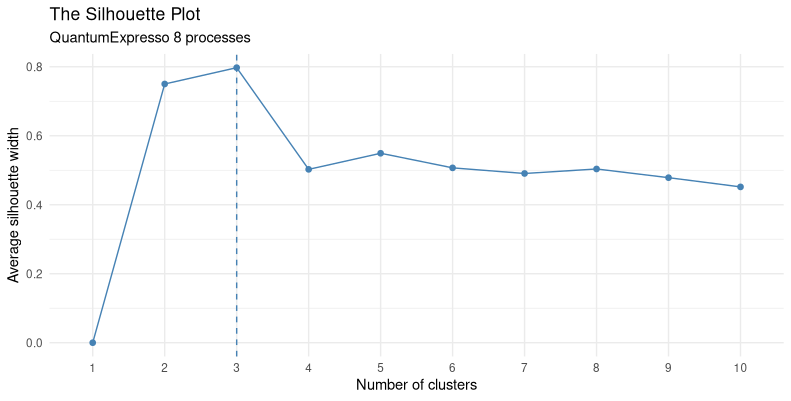 The Silhouette Plot
QuantumExpresso 8 processes
Average silhouette width
0.8
0.6
0.4
0.2
0.0
1 2 3 4 5 6 7 8 9 10
Number of clusters